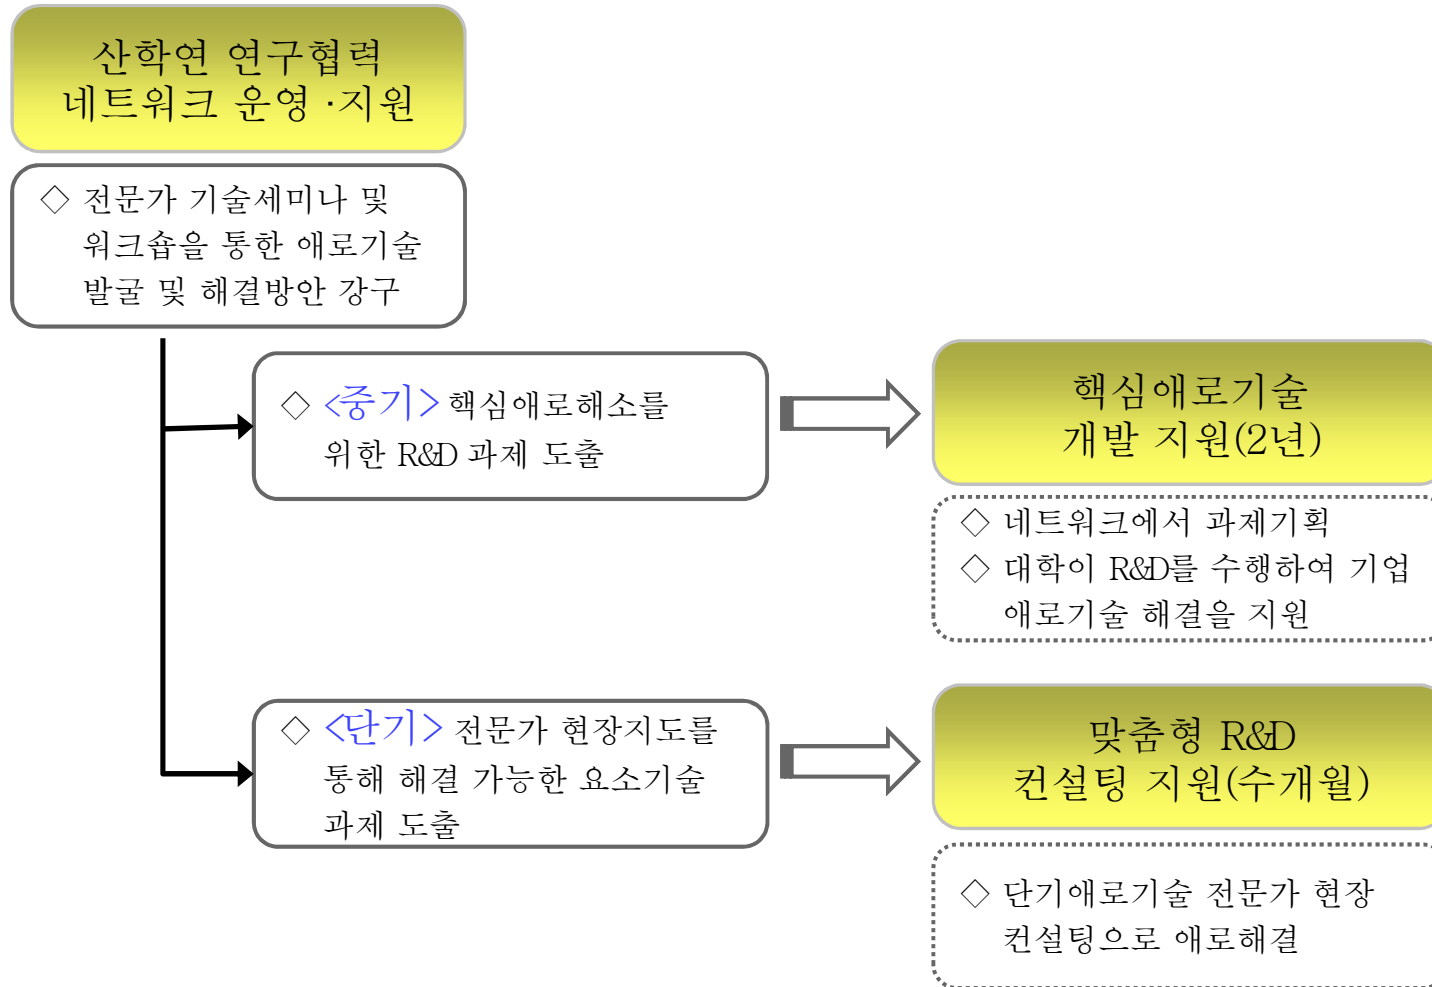 산학연 연구협력
네트워크 운영·지원
◇ 전문가 기술세미나 및
워크숍을 통한 애로기술
발굴 및 해결방안 강구
◇ <중기> 핵심애로해소를
위한 R&D 과제 도출
핵심애로기술
개발 지원(2년)
◇ 네트워크에서 과제기획
◇ 대학이 R&D를 수행하여 기업
애로기술 해결을 지원
◇ <단기> 전문가 현장지도를
통해 해결 가능한 요소기술
과제 도출
맞춤형 R&D
컨설팅 지원(수개월)
◇ 단기애로기술 전문가 현장
컨설팅으로 애로해결